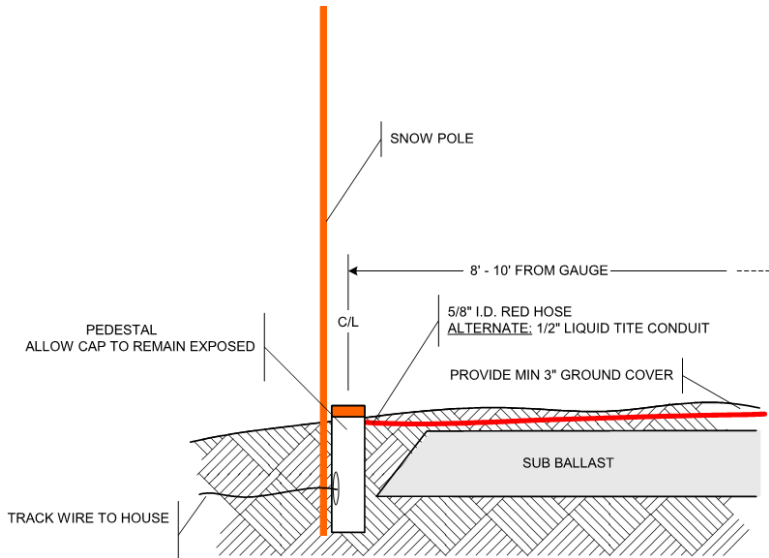 SNOW POLE
8' - 10' FROM GAUGE
C/L
5/8" I.D. RED HOSE
ALTERNATE: 1/2" LIQUID TITE CONDUIT
PEDESTAL
ALLOW CAP TO REMAIN EXPOSED
PROVIDE MIN 3" GROUND COVER
SUB BALLAST
TRACK WIRE TO HOUSE